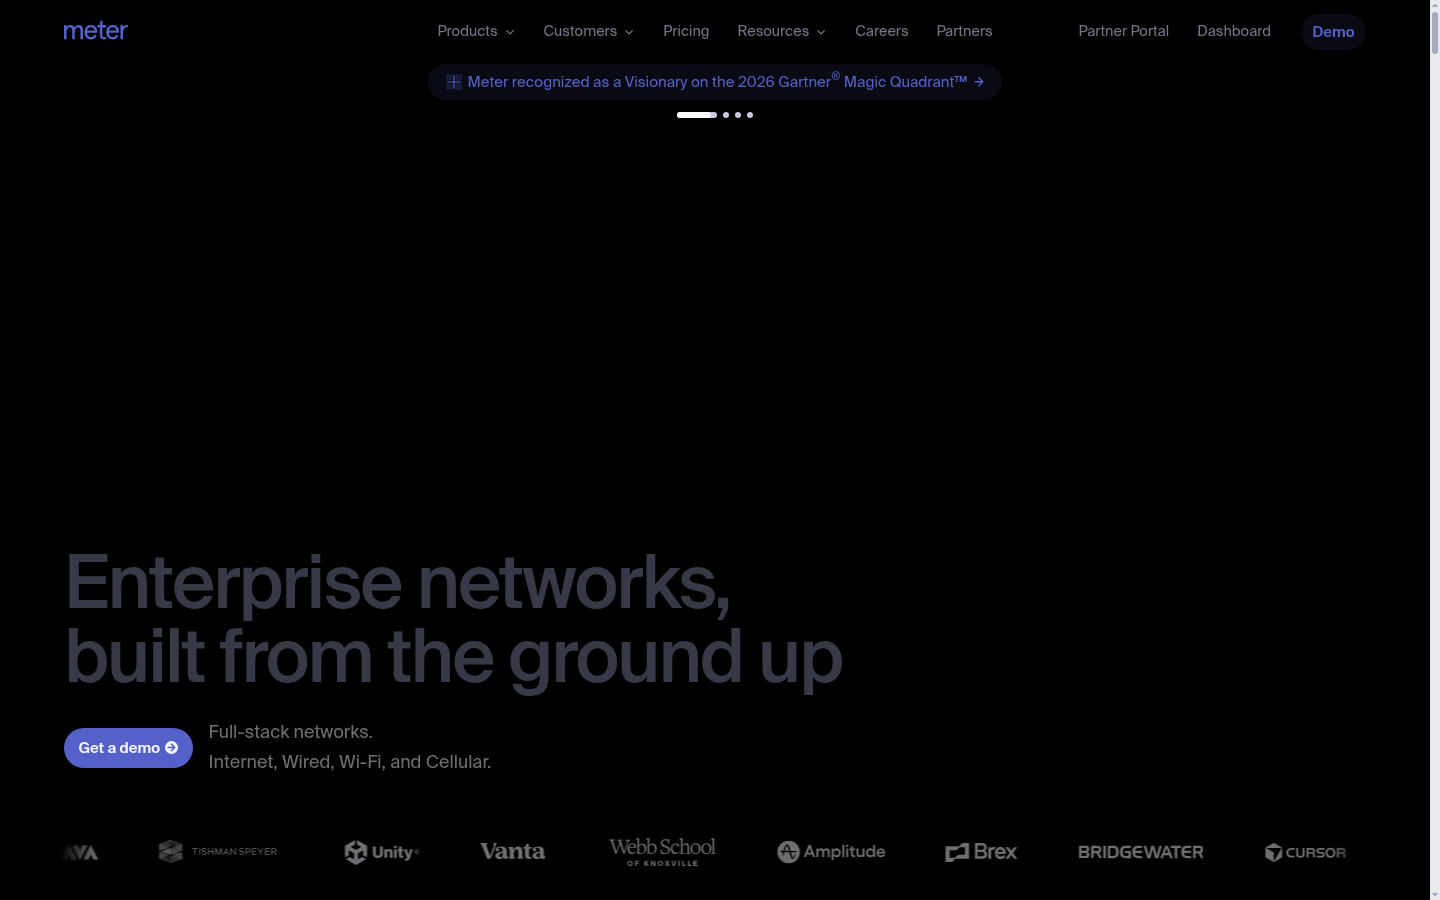 meter
Products
Customers
Pricing
Resources
Careers
Partners
Partner Portal
Dashboard
Demo
Meter recognized as a Visionary on the 2026 Gartner® Magic Quadrant™ →
Enterprise networks,
built from the ground up
Get a demo
Full-stack networks.
Internet, Wired, Wi-Fi, and Cellular.
TISHMAN SPEYER
Unity
Vanta
Webb School
OF KNOXVILLE
Amplitude
Brex
BRIDGEWATER
CURSOR